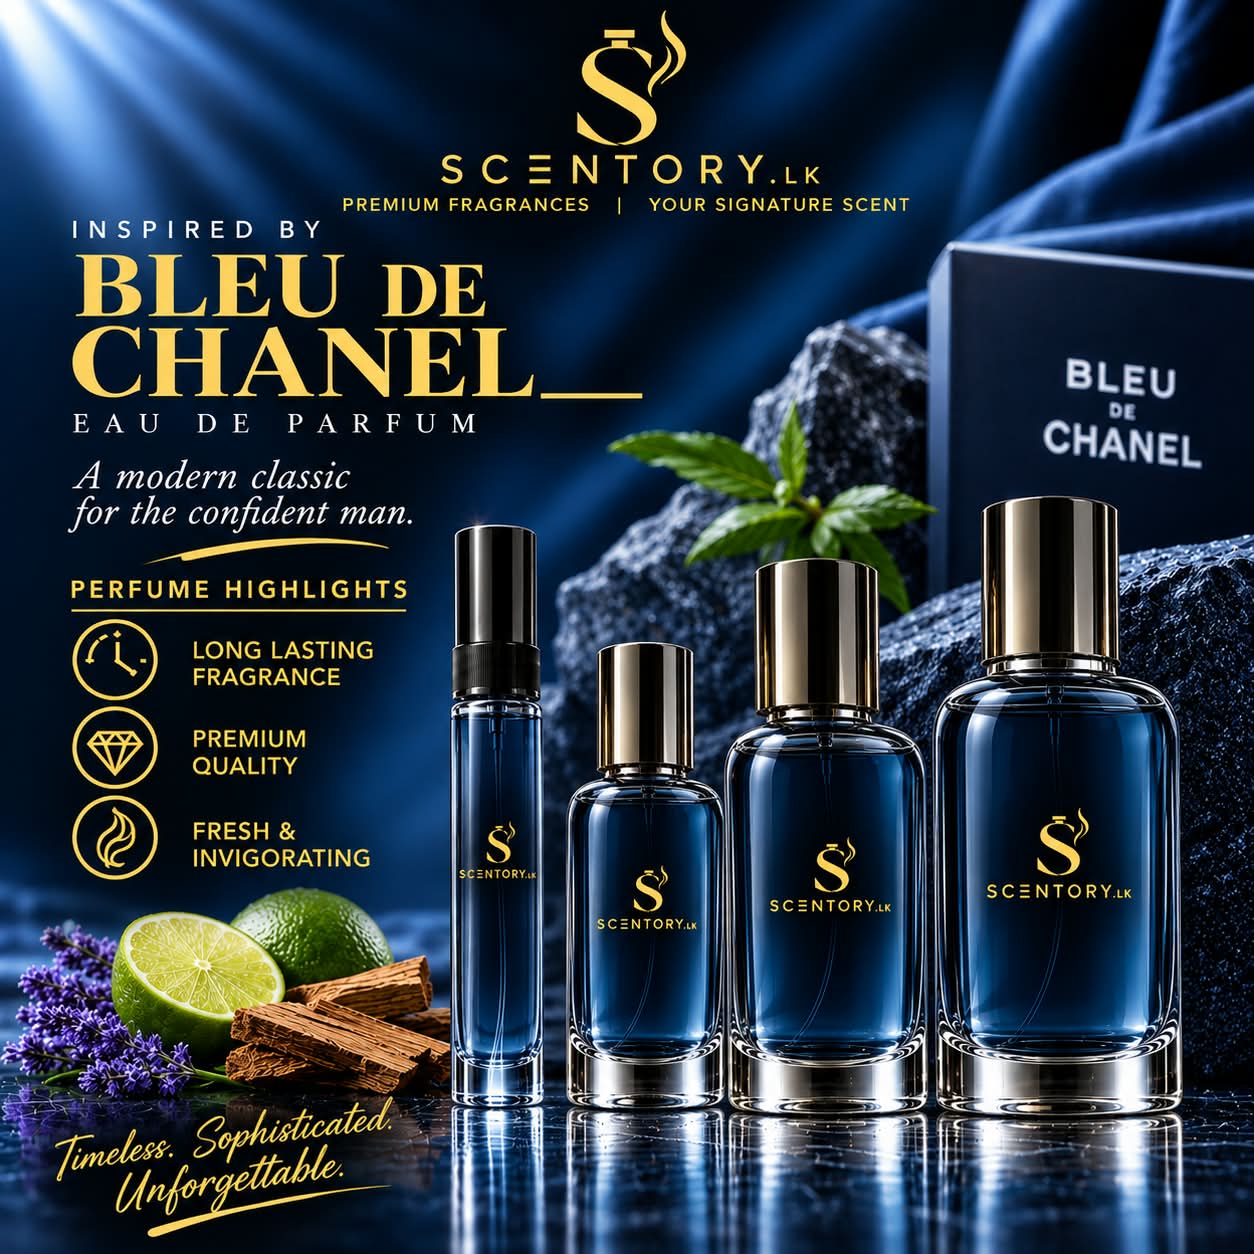 S
SCENTORY.LK
PREMIUM FRAGRANCES | YOUR SIGNATURE SCENT
INSPIRED BY
BLEU DE
CHANEL
EAU DE PARFUM
A modern classic
for the confident man.
PERFUME HIGHLIGHTS
LONG LASTING
FRAGRANCE
PREMIUM
QUALITY
FRESH &
INVIGORATING
Timeless. Sophisticated.
Unforgettable.
BLEU
DE
CHANEL
S
SCENTORY.LK
S
SCENTORY.LK
S
SCENTORY.LK
S
SCENTORY.LK